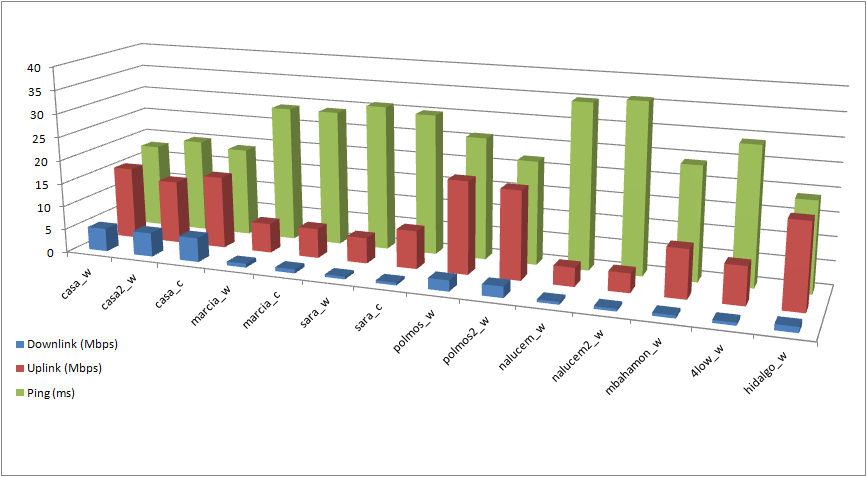 40
35
30
25
20
15
10
5
0
casa_w
casa2_w
casa_c
marcia_w
marcia_c
sara_w
sara_c
polmos_w
polmos2_w
nalucem_w
nalucem2_w
mbahamon_w
4low_w
hidalgo_w
Downlink (Mbps)
Uplink (Mbps)
Ping (ms)